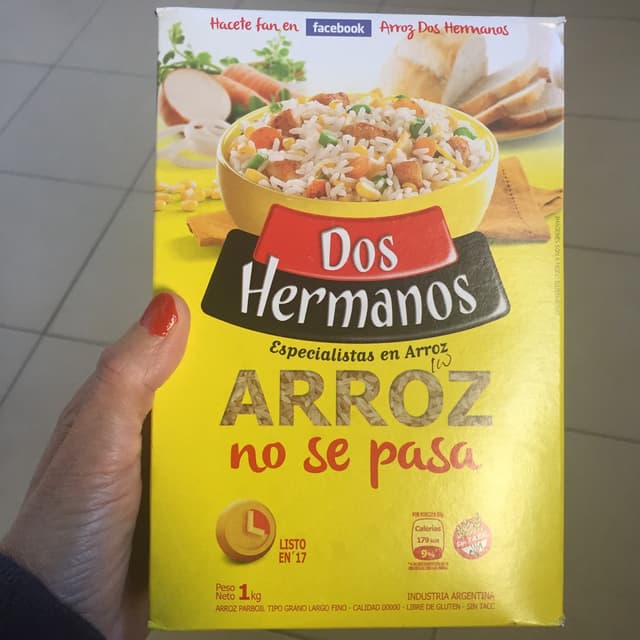 Hacete fan en facebook Arroz Dos Hermanos
Dos
Hermanos
Especialistas en Arroz
ARROZ
no se pasa
LISTO
EN´17
Calorías
179 kcal
9%
SIN T.A.C.C.
Peso
Neto 1kg
INDUSTRIA ARGENTINA
ARROZ PARBOIL TIPO GRANO LARGO FINO - CALIDAD 00000 - LIBRE DE GLUTEN - SIN TACC